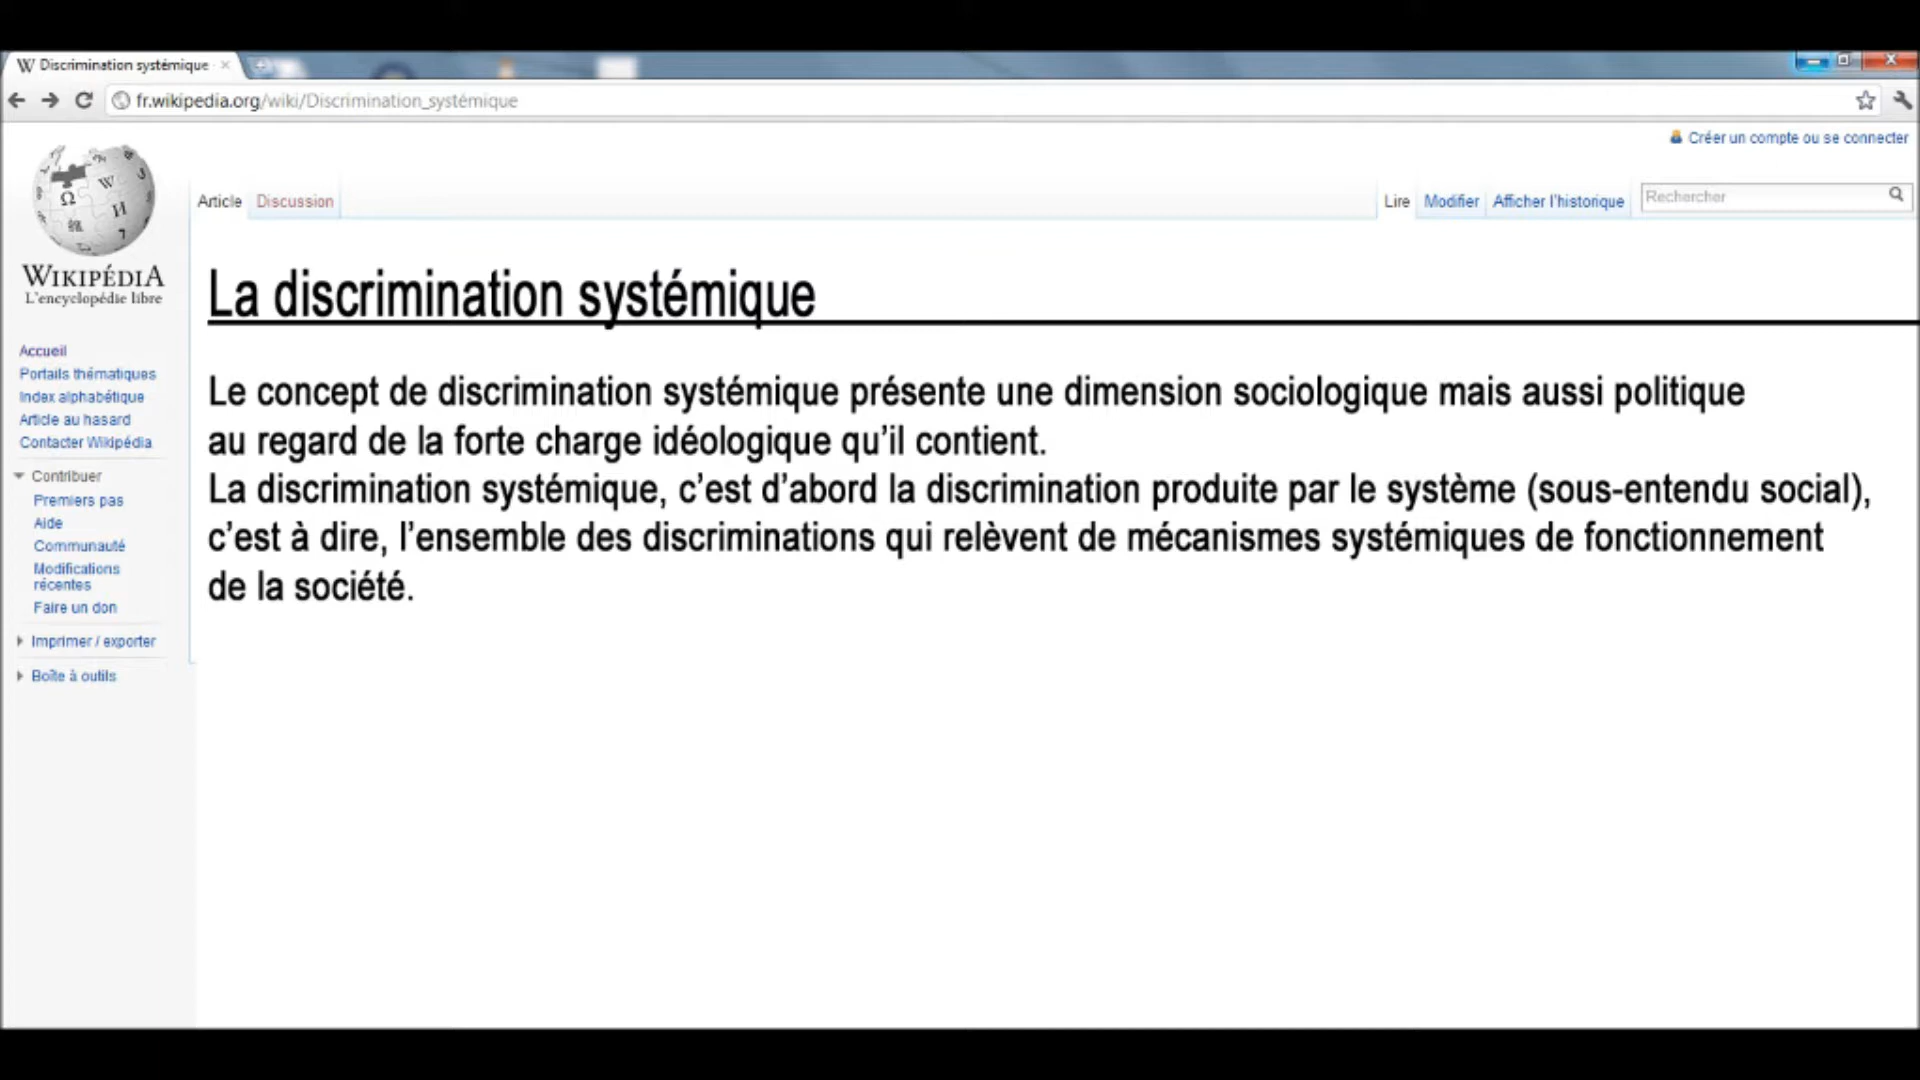 Discrimination systémique
fr.wikipedia.org/wiki/Discrimination_systémique
Créer un compte ou se connecter
Article Discussion Lire Modifier Afficher l'historique Rechercher
WIKIPÉDIA
L'encyclopédie libre
Accueil
Portails thématiques
Index alphabétique
Article au hasard
Contacter Wikipédia
Contribuer
Premiers pas
Aide
Communauté
Modifications
récentes
Faire un don
Imprimer / exporter
Boîte à outils
La discrimination systémique
Le concept de discrimination systémique présente une dimension sociologique mais aussi politique
au regard de la forte charge idéologique qu’il contient.
La discrimination systémique, c’est d’abord la discrimination produite par le système (sous-entendu social),
c’est à dire, l’ensemble des discriminations qui relèvent de mécanismes systémiques de fonctionnement
de la société.